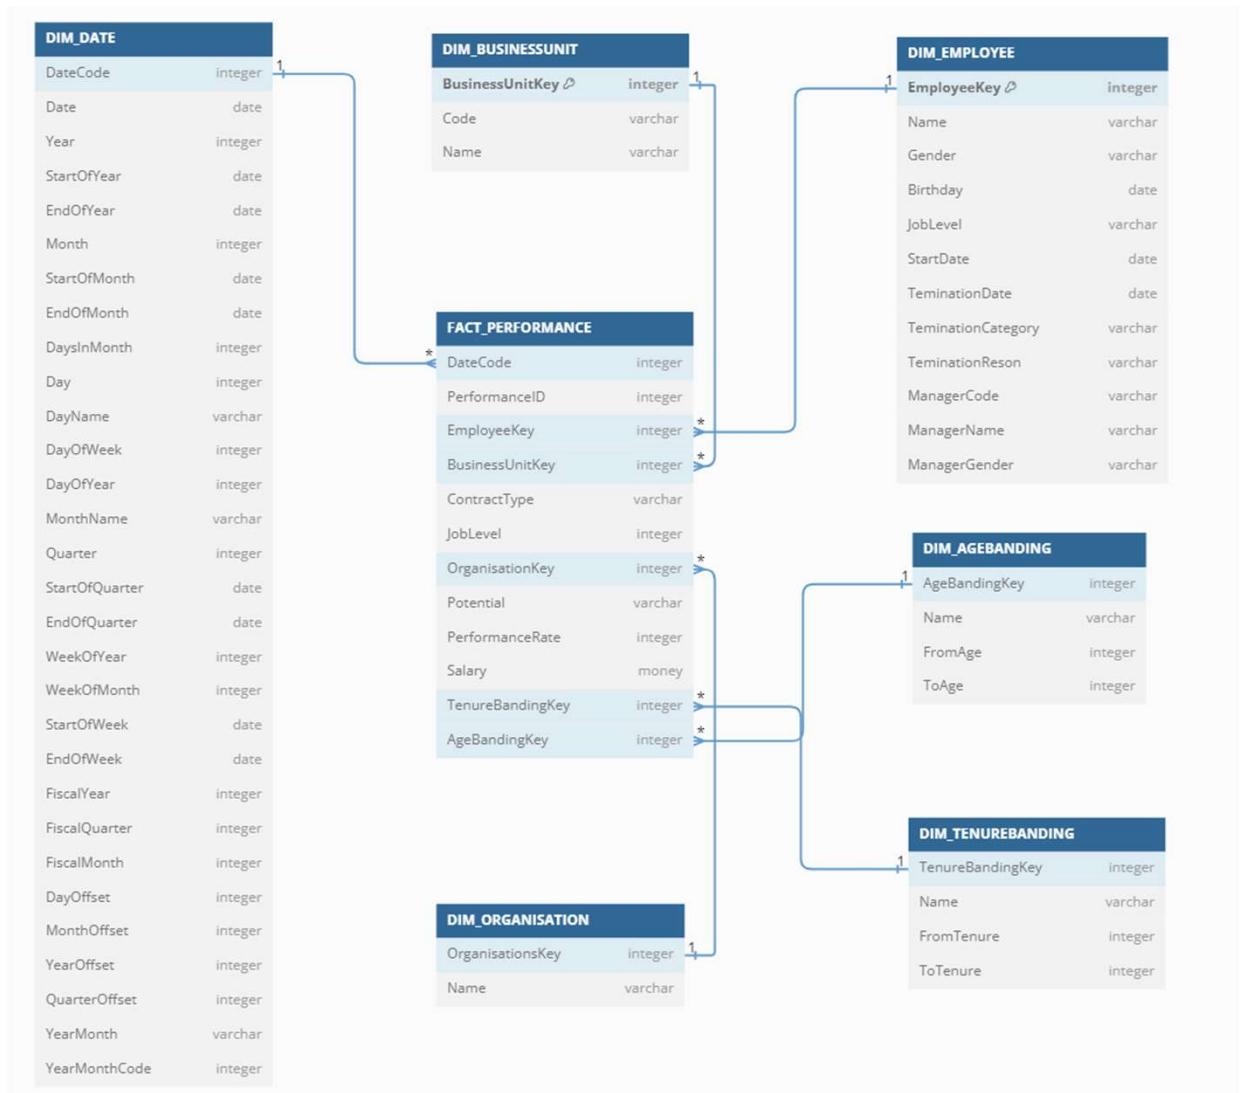 DIM_DATE
DateCode integer
Date date
Year integer
StartOfYear date
EndOfYear date
Month integer
StartOfMonth date
EndOfMonth date
DaysInMonth integer
Day integer
DayName varchar
DayOfWeek integer
DayOfYear integer
MonthName varchar
Quarter integer
StartOfQuarter date
EndOfQuarter date
WeekOfYear integer
WeekOfMonth integer
StartOfWeek date
EndOfWeek date
FiscalYear integer
FiscalQuarter integer
FiscalMonth integer
DayOffset integer
MonthOffset integer
YearOffset integer
QuarterOffset integer
YearMonth varchar
YearMonthCode integer
1
DIM_BUSINESSUNIT
BusinessUnitKey integer
Code varchar
Name varchar
1
FACT_PERFORMANCE
* DateCode integer
PerformanceID integer
EmployeeKey integer *
BusinessUnitKey integer *
ContractType varchar
JobLevel integer
OrganisationKey integer *
Potential varchar
PerformanceRate integer
Salary money
TenureBandingKey integer *
AgeBandingKey integer *
DIM_ORGANISATION
OrganisationsKey integer 1
Name varchar
DIM_EMPLOYEE
1 EmployeeKey integer
Name varchar
Gender varchar
Birthday date
JobLevel varchar
StartDate date
TeminationDate date
TeminationCategory varchar
TeminationReson varchar
ManagerCode varchar
ManagerName varchar
ManagerGender varchar
DIM_AGEBANDING
1 AgeBandingKey integer
Name varchar
FromAge integer
ToAge integer
DIM_TENUREBANDING
1 TenureBandingKey integer
Name varchar
FromTenure integer
ToTenure integer